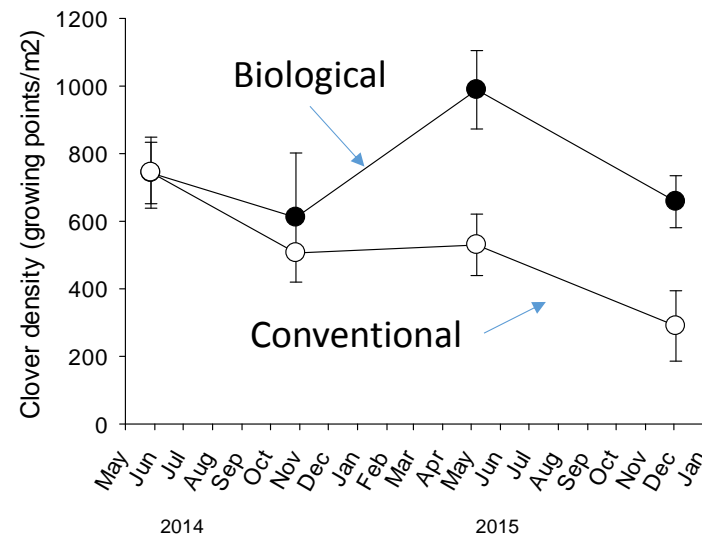 Clover density (growing points/m2)
1200
1000
800
600
400
200
0
Biological
Conventional
May Jun Jul Aug Sep Oct Nov Dec Jan Feb Mar Apr May Jun Jul Aug Sep Oct Nov Dec Jan
2014 2015